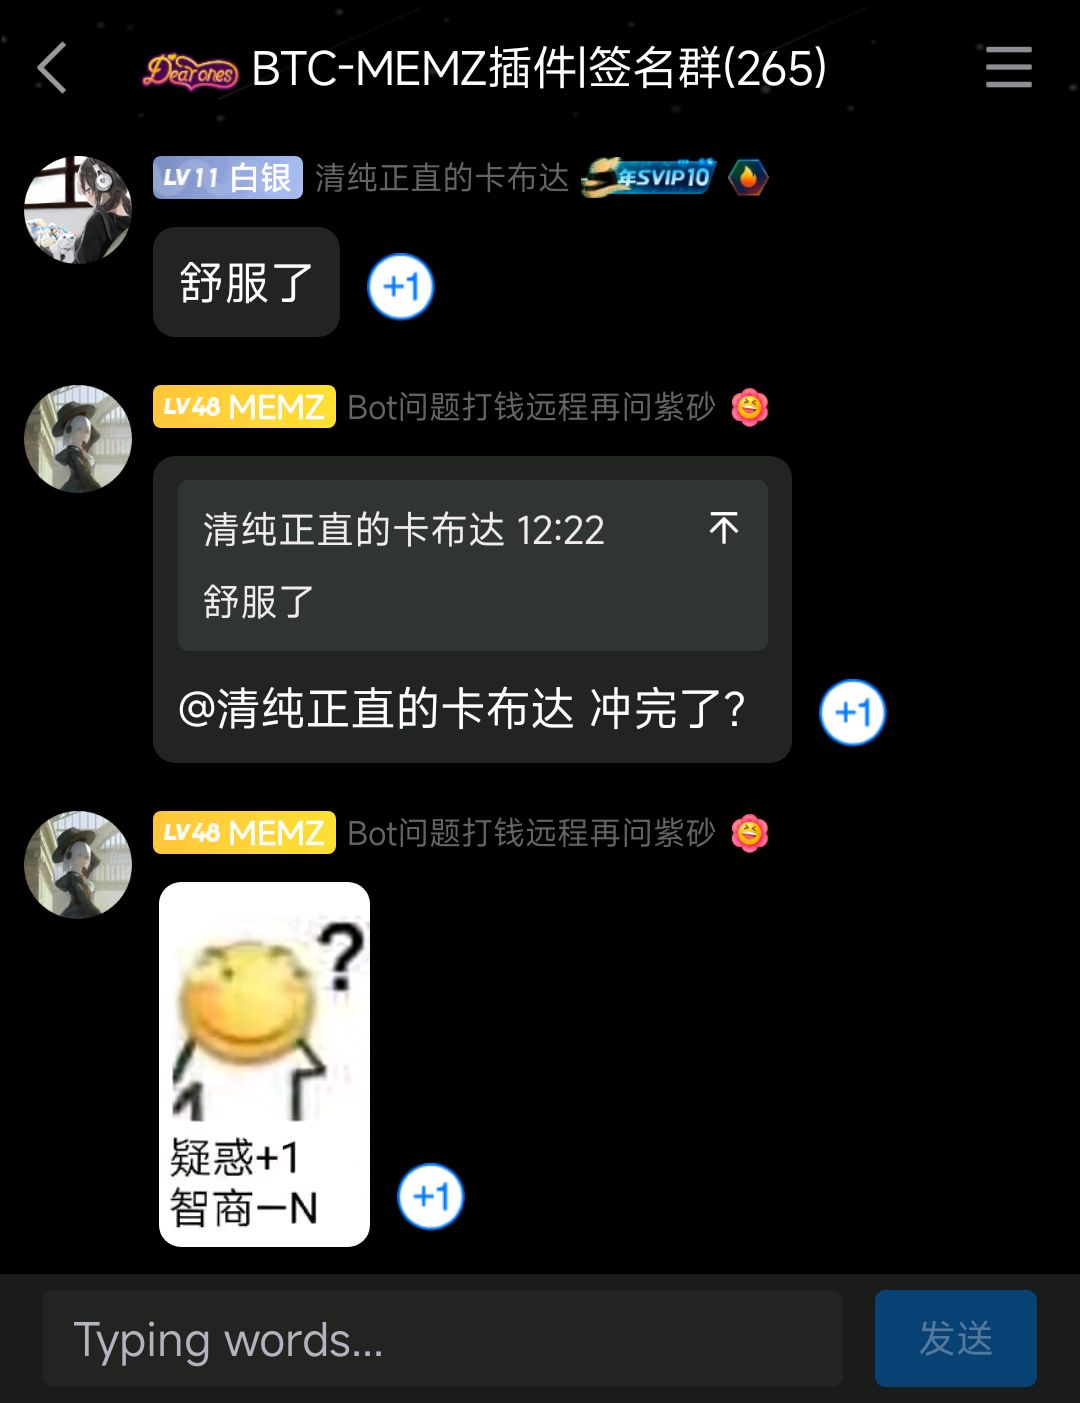 Dear ones BTC-MEMZ插件|签名群(265)
LV11 白银 清纯正直的卡布达 年SVIP10
舒服了
+1
LV48 MEMZ Bot问题打钱远程再问紫砂
清纯正直的卡布达 12:22
舒服了
@清纯正直的卡布达 冲完了?
+1
LV48 MEMZ Bot问题打钱远程再问紫砂
?
疑惑+1
智商-N
+1
Typing words...
发送